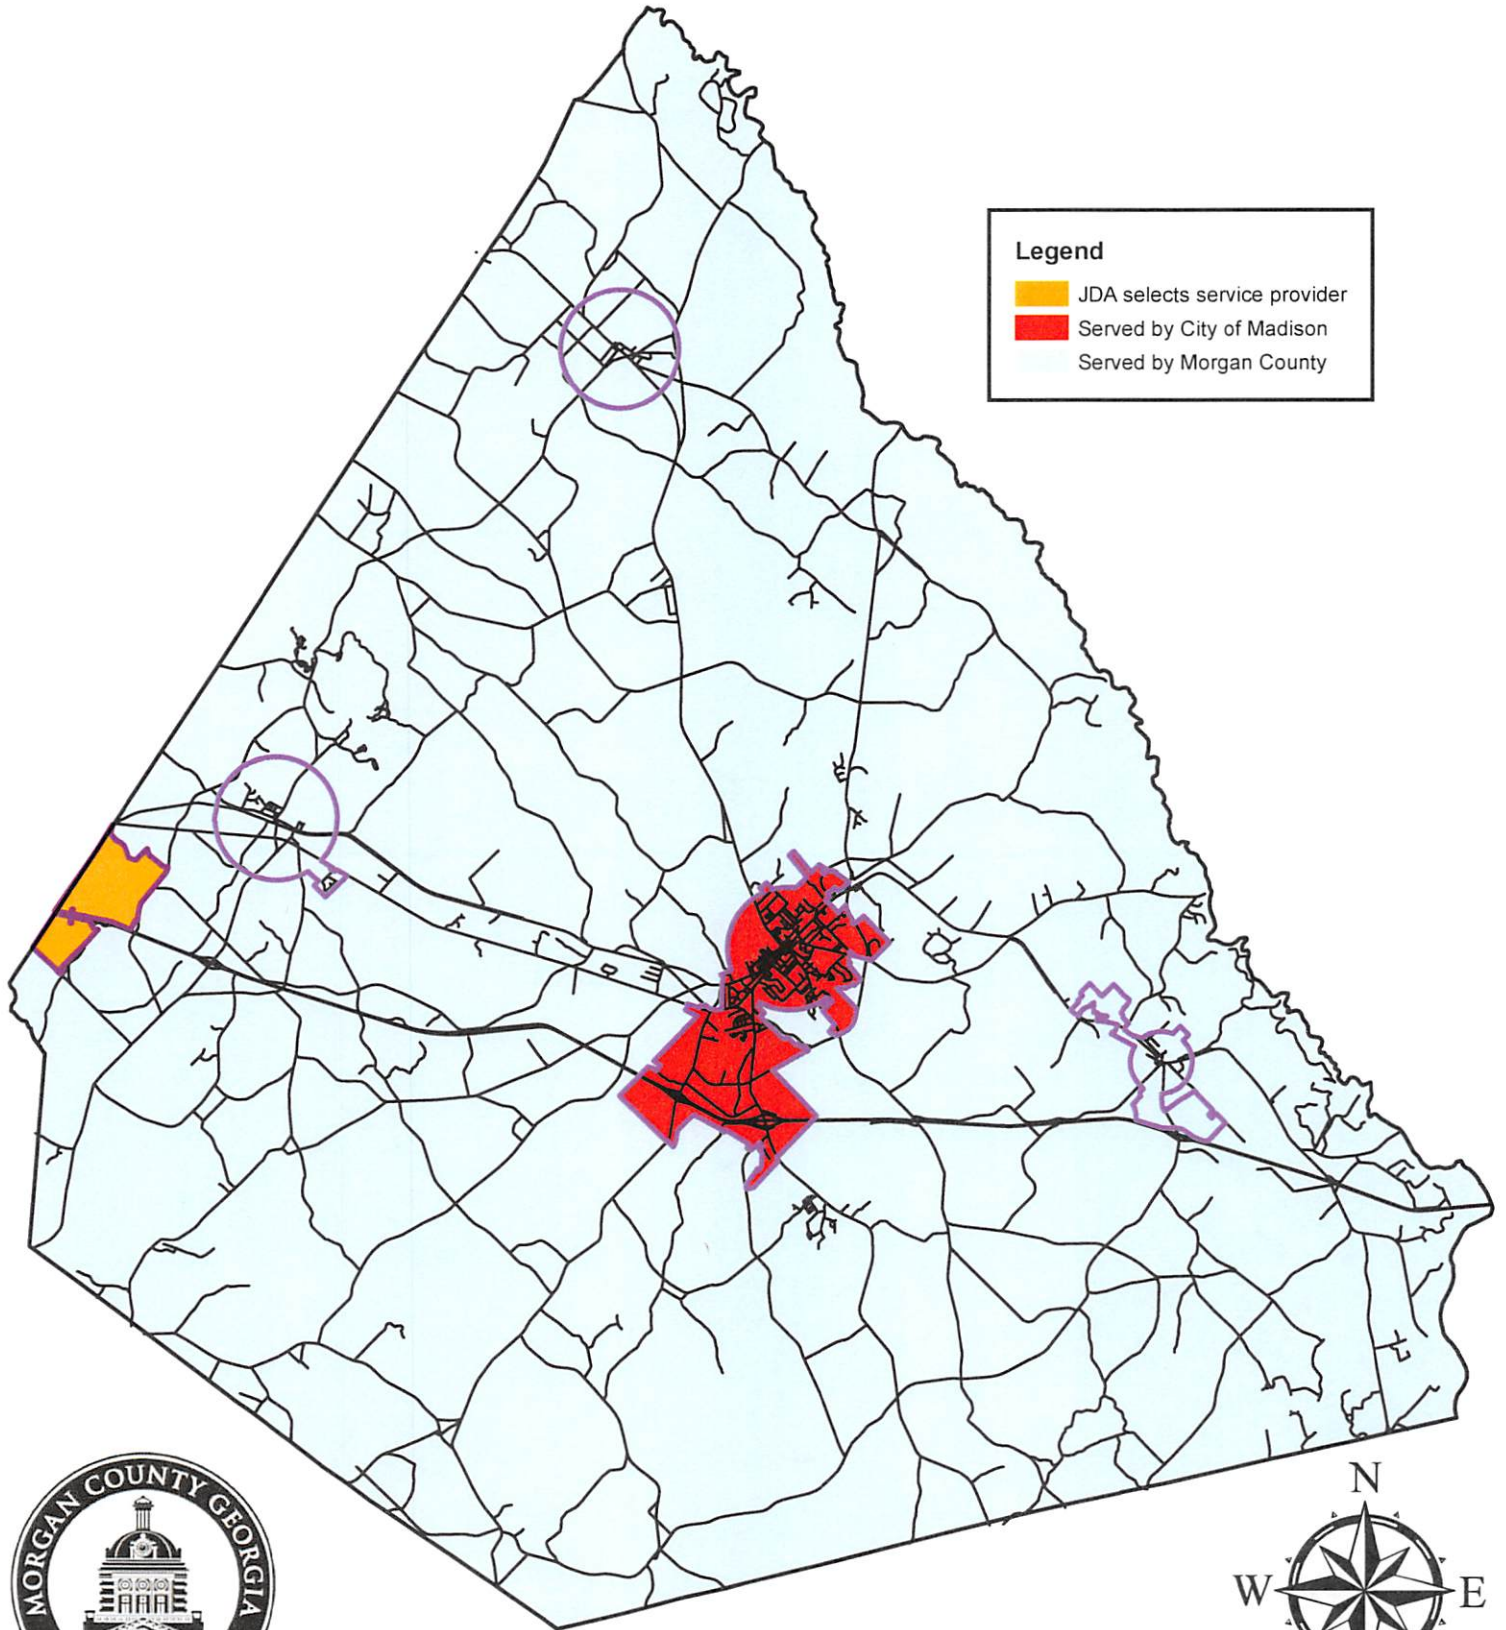 Legend
JDA selects service provider
Served by City of Madison
Served by Morgan County
MORGAN COUNTY GEORGIA
N
W E